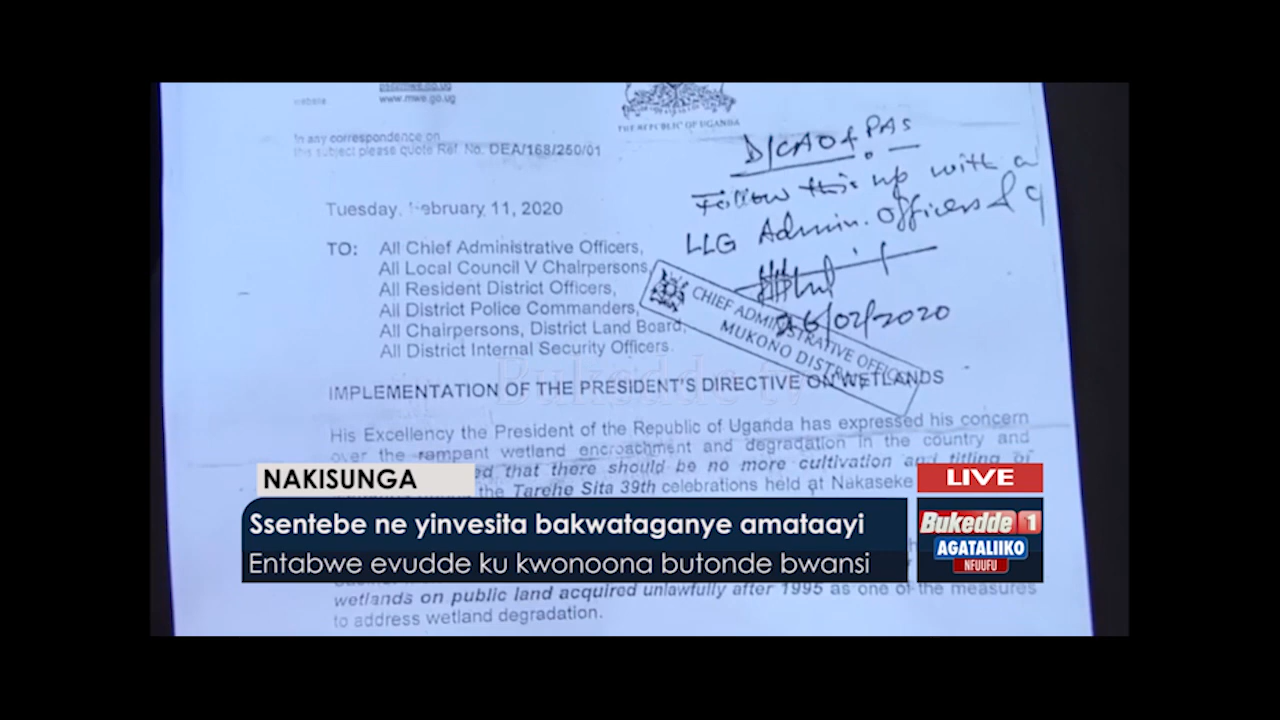 website
www.mwe.go.ug
THE REPUBLIC OF UGANDA
In any correspondence on
this subject please quote Ref. No. DEA/168/250/01
D/CAO & PAS
Follow this up with a
LLG Admin. Officers &
26/02/2020
Tuesday, February 11, 2020
TO: All Chief Administrative Officers,
All Local Council V Chairpersons,
All Resident District Officers,
All District Police Commanders,
All Chairpersons, District Land Board,
All District Internal Security Officers.
CHIEF ADMINISTRATIVE OFFICER
MUKONO DISTRICT
Bukedde tv
IMPLEMENTATION OF THE PRESIDENT'S DIRECTIVE ON WETLANDS
His Excellency the President of the Republic of Uganda has expressed his concern
over the rampant wetland encroachment and degradation in the country and
that there should be no more cultivation and titling of
the Tarehe Sita 39th celebrations held at Nakaseke
NAKISUNGA
LIVE
Ssentebe ne yinvesita bakwataganye amataayi
Entabwe evudde ku kwonoona butonde bwansi
Bukedde 1
AGATALIIKO
NFUUFU
wetlands on public land acquired unlawfully after 1995 as one of the measures
to address wetland degradation.